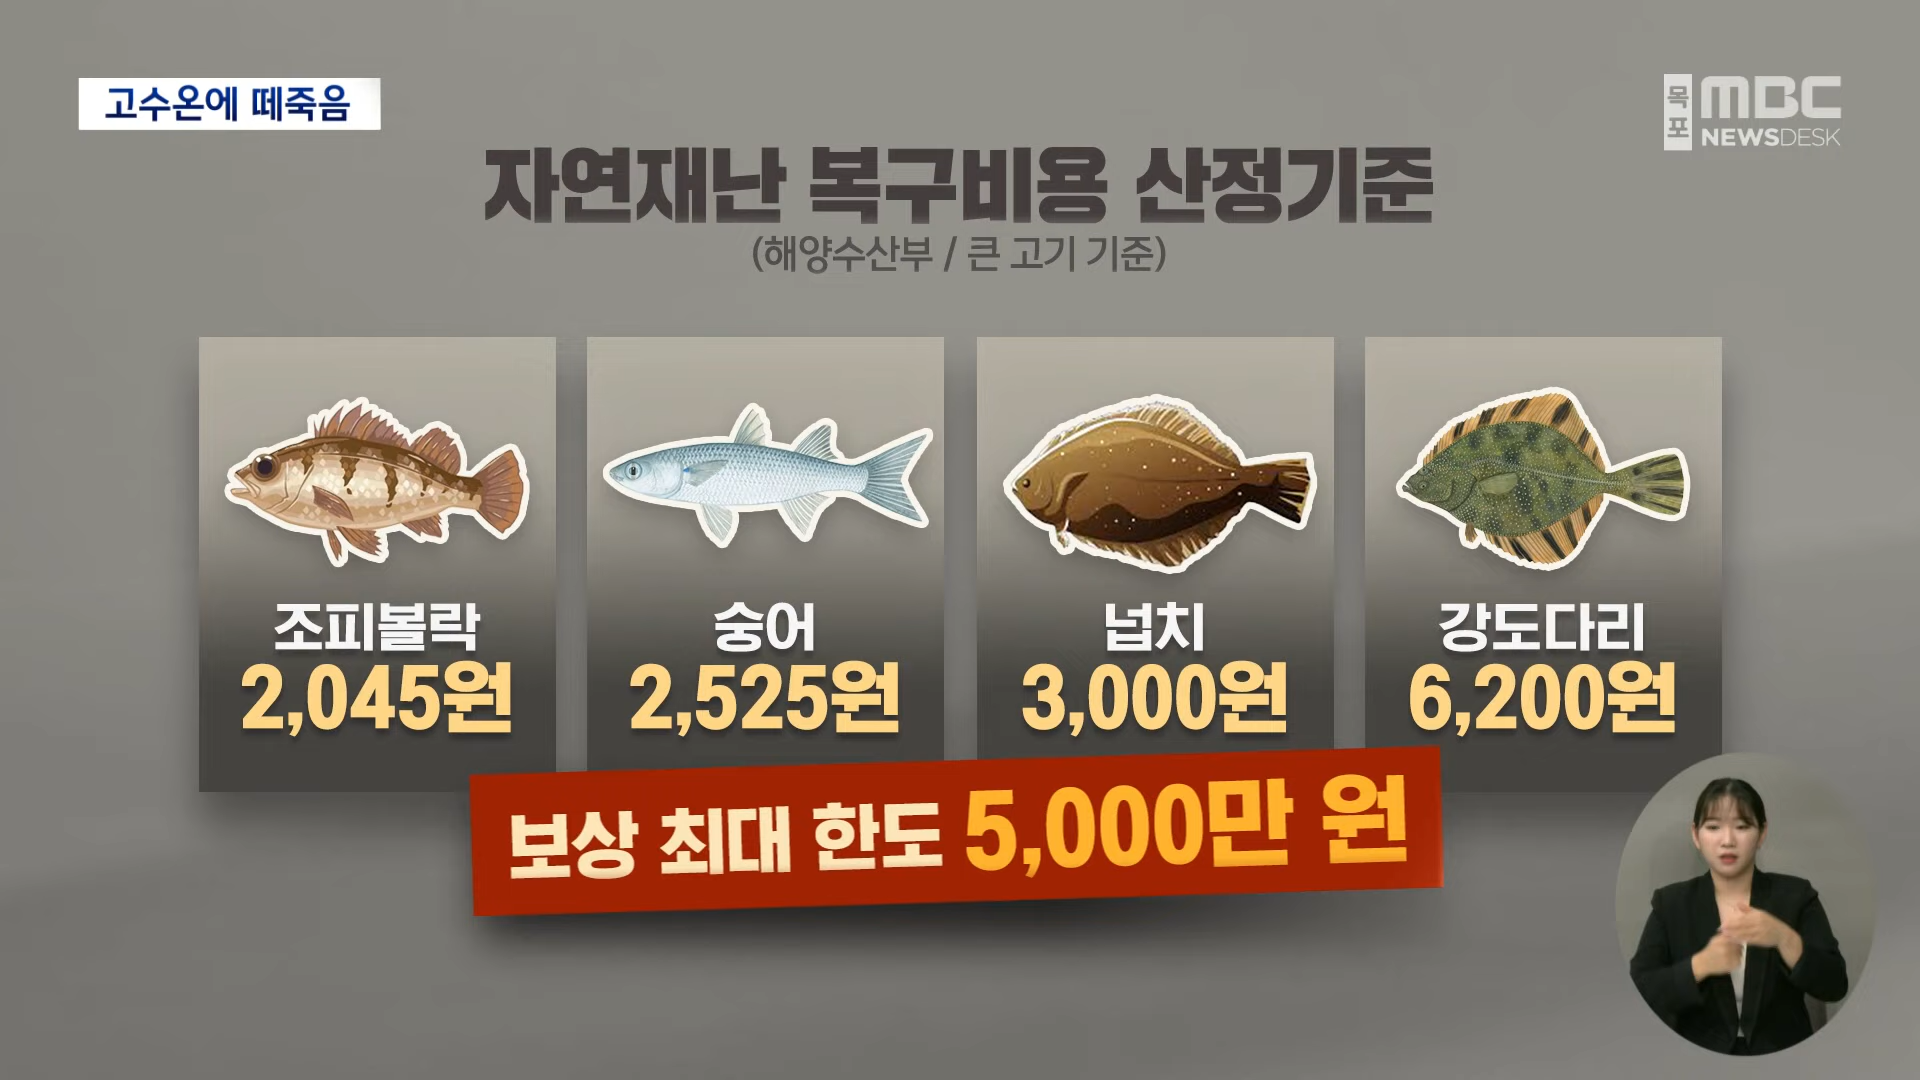 고수온에 떼죽음
목포 MBC
NEWSDESK
자연재난 복구비용 산정기준
(해양수산부 / 큰 고기 기준)
조피볼락
2,045원
숭어
2,525원
넙치
3,000원
강도다리
6,200원
보상 최대 한도 5,000만 원